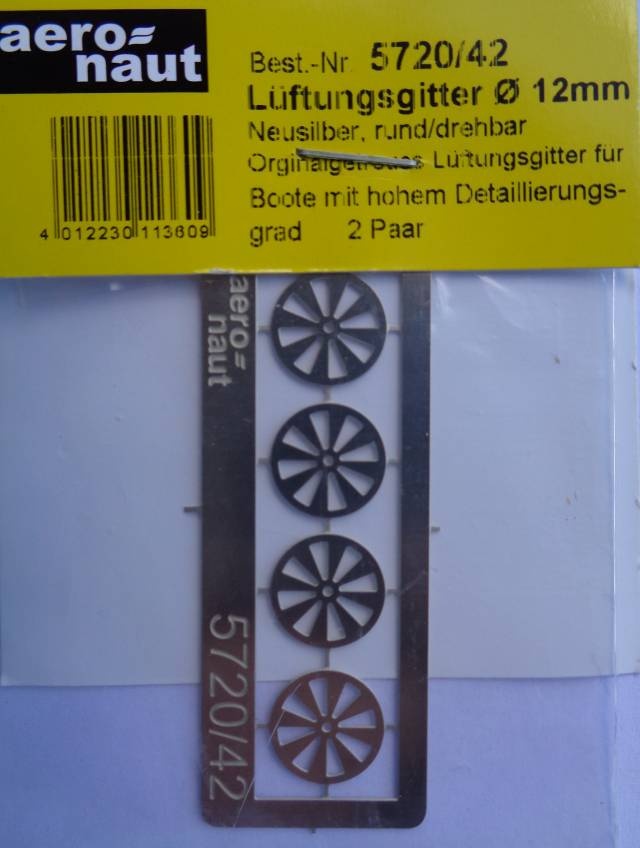 aero=
naut
Best.-Nr. 5720/42
Lüftungsgitter Ø 12mm
Neusilber, rund/drehbar
Orginalgetreues Lüftungsgitter für
Boote mit hohem Detaillierungs-
grad 2 Paar
4 012230 113609
aero=
naut
5720/42